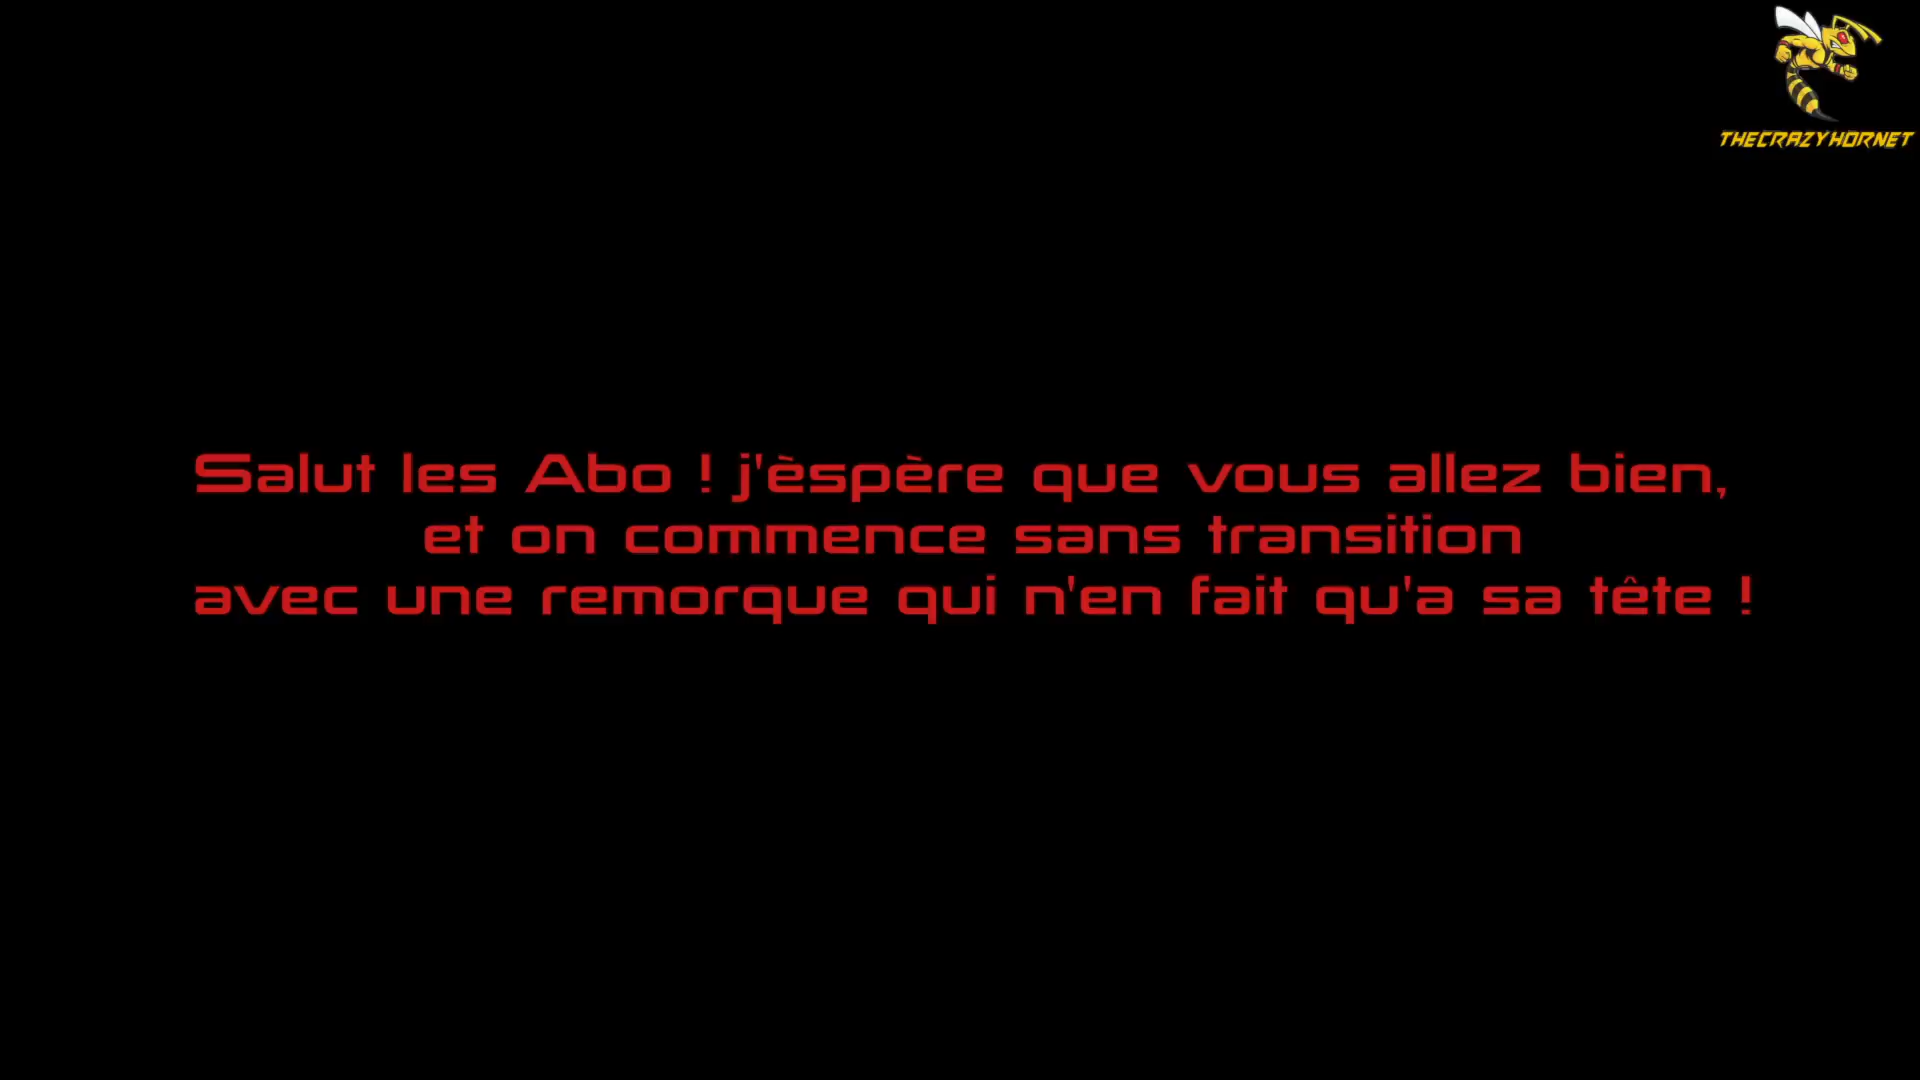 THECRAZYHORNET
Salut les Abo ! j'èspère que vous allez bien,
et on commence sans transition
avec une remorque qui n'en fait qu'a sa tête !